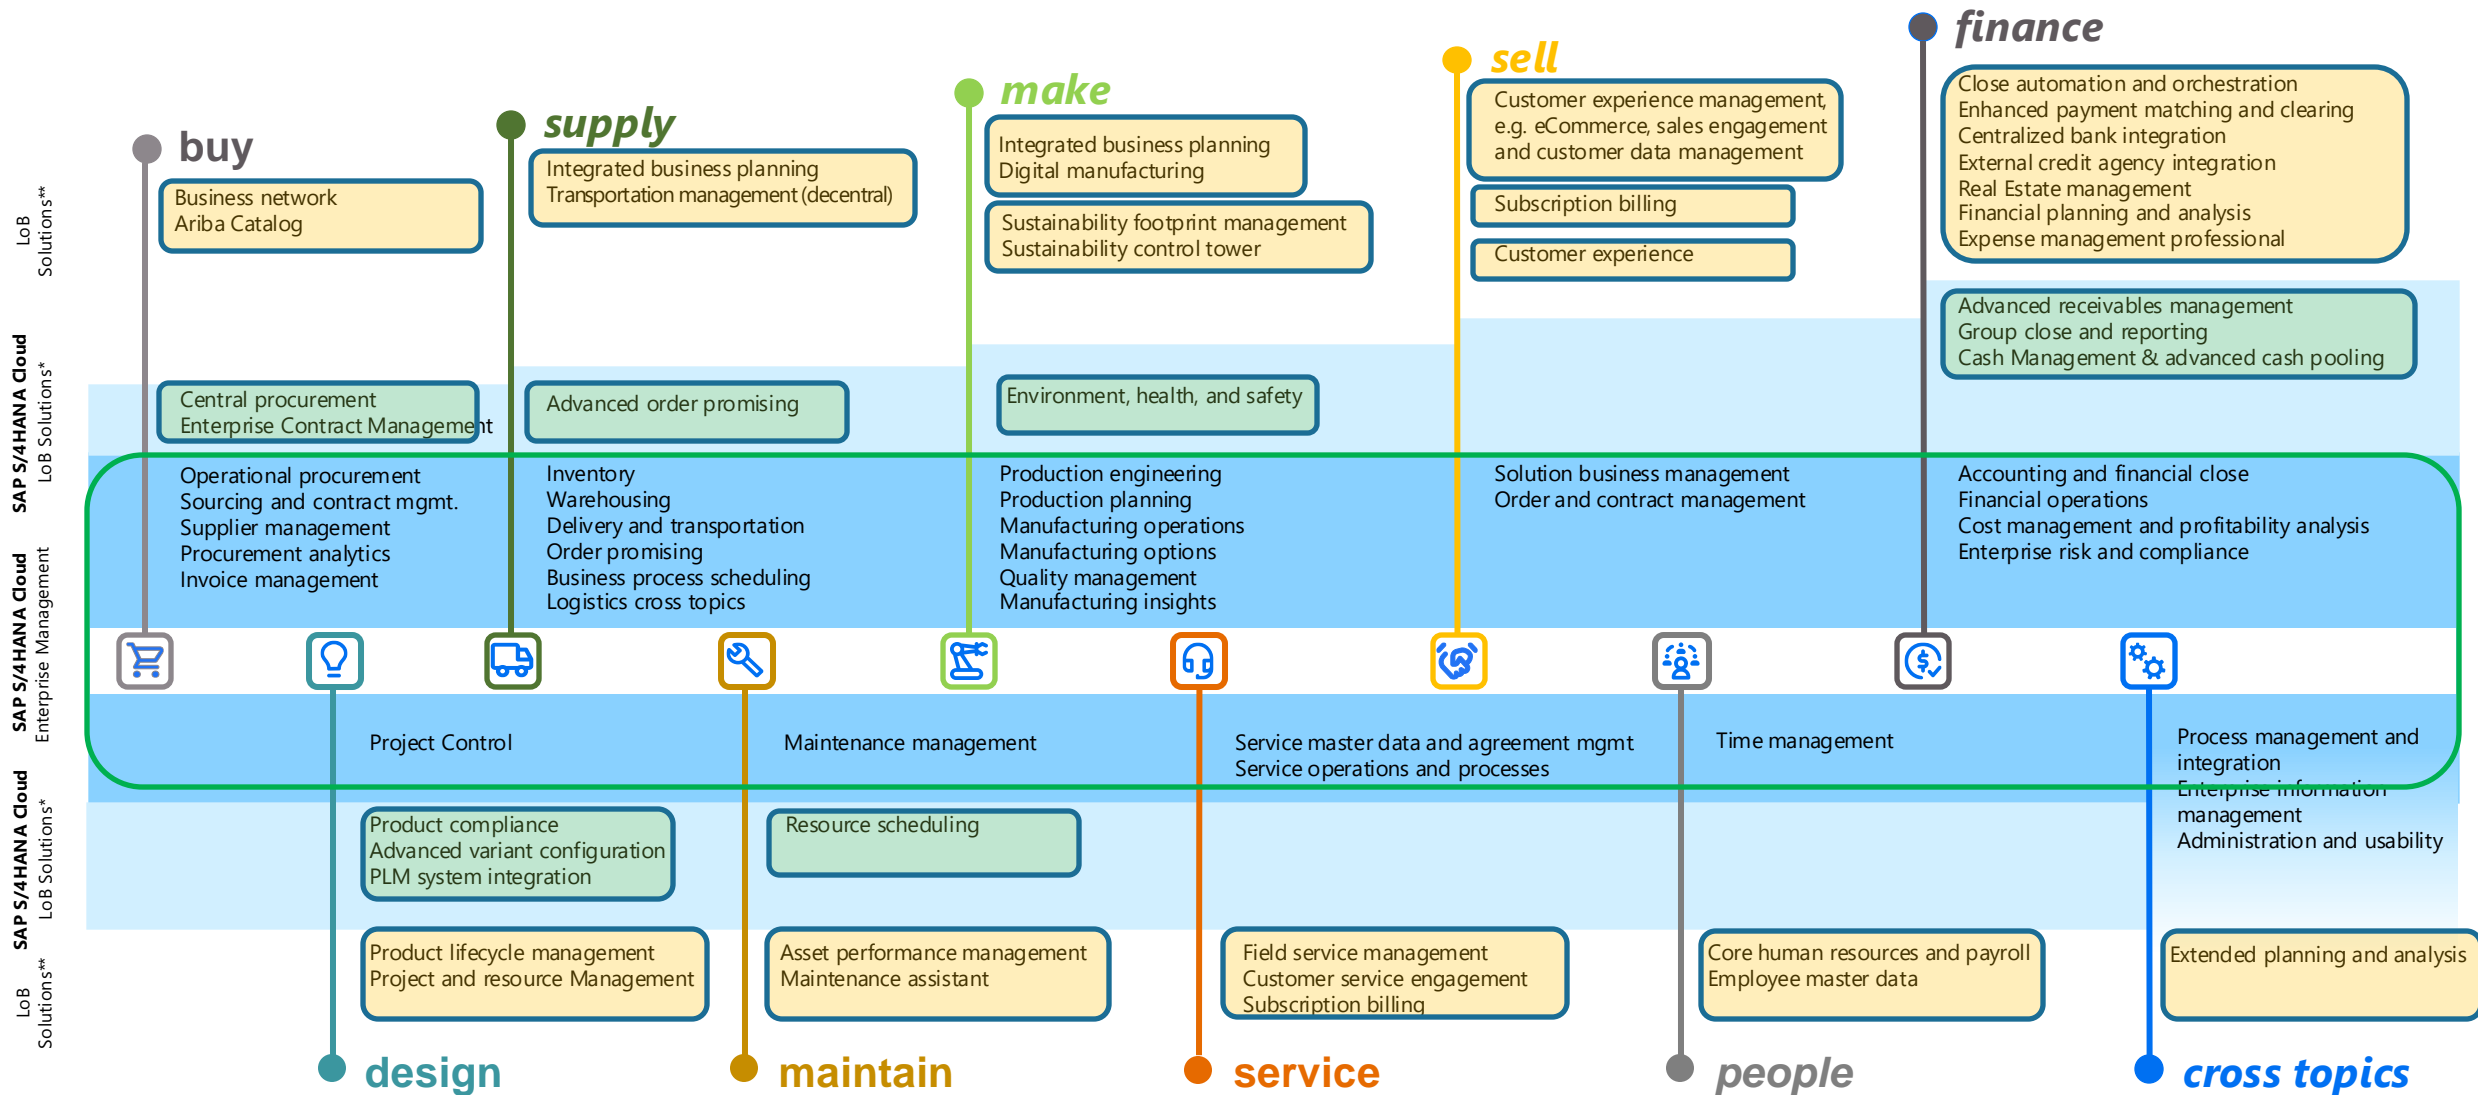 finance
Close automation and orchestration
Enhanced payment matching and clearing
Centralized bank integration
External credit agency integration
Real Estate management
Financial planning and analysis
Expense management professional
sell
Customer experience management,
e.g. eCommerce, sales engagement
and customer data management
Subscription billing
Customer experience
make
Integrated business planning
Digital manufacturing
Sustainability footprint management
Sustainability control tower
supply
Integrated business planning
Transportation management (decentral)
buy
Business network
Ariba Catalog
LoB
Solutions**
SAP S/4HANA Cloud
LoB Solutions*
Central procurement
Enterprise Contract Management
Advanced order promising
Environment, health, and safety
Advanced receivables management
Group close and reporting
Cash Management & advanced cash pooling
SAP S/4HANA Cloud
Enterprise Management
Operational procurement
Sourcing and contract mgmt.
Supplier management
Procurement analytics
Invoice management
Inventory
Warehousing
Delivery and transportation
Order promising
Business process scheduling
Logistics cross topics
Production engineering
Production planning
Manufacturing operations
Manufacturing options
Quality management
Manufacturing insights
Solution business management
Order and contract management
Accounting and financial close
Financial operations
Cost management and profitability analysis
Enterprise risk and compliance
Project Control
Maintenance management
Service master data and agreement mgmt
Service operations and processes
Time management
Process management and
integration
Enterprise information
management
Administration and usability
SAP S/4HANA Cloud
LoB Solutions*
Product compliance
Advanced variant configuration
PLM system integration
Resource scheduling
LoB
Solutions**
Product lifecycle management
Project and resource Management
Asset performance management
Maintenance assistant
Field service management
Customer service engagement
Subscription billing
Core human resources and payroll
Employee master data
Extended planning and analysis
design
maintain
service
people
cross topics